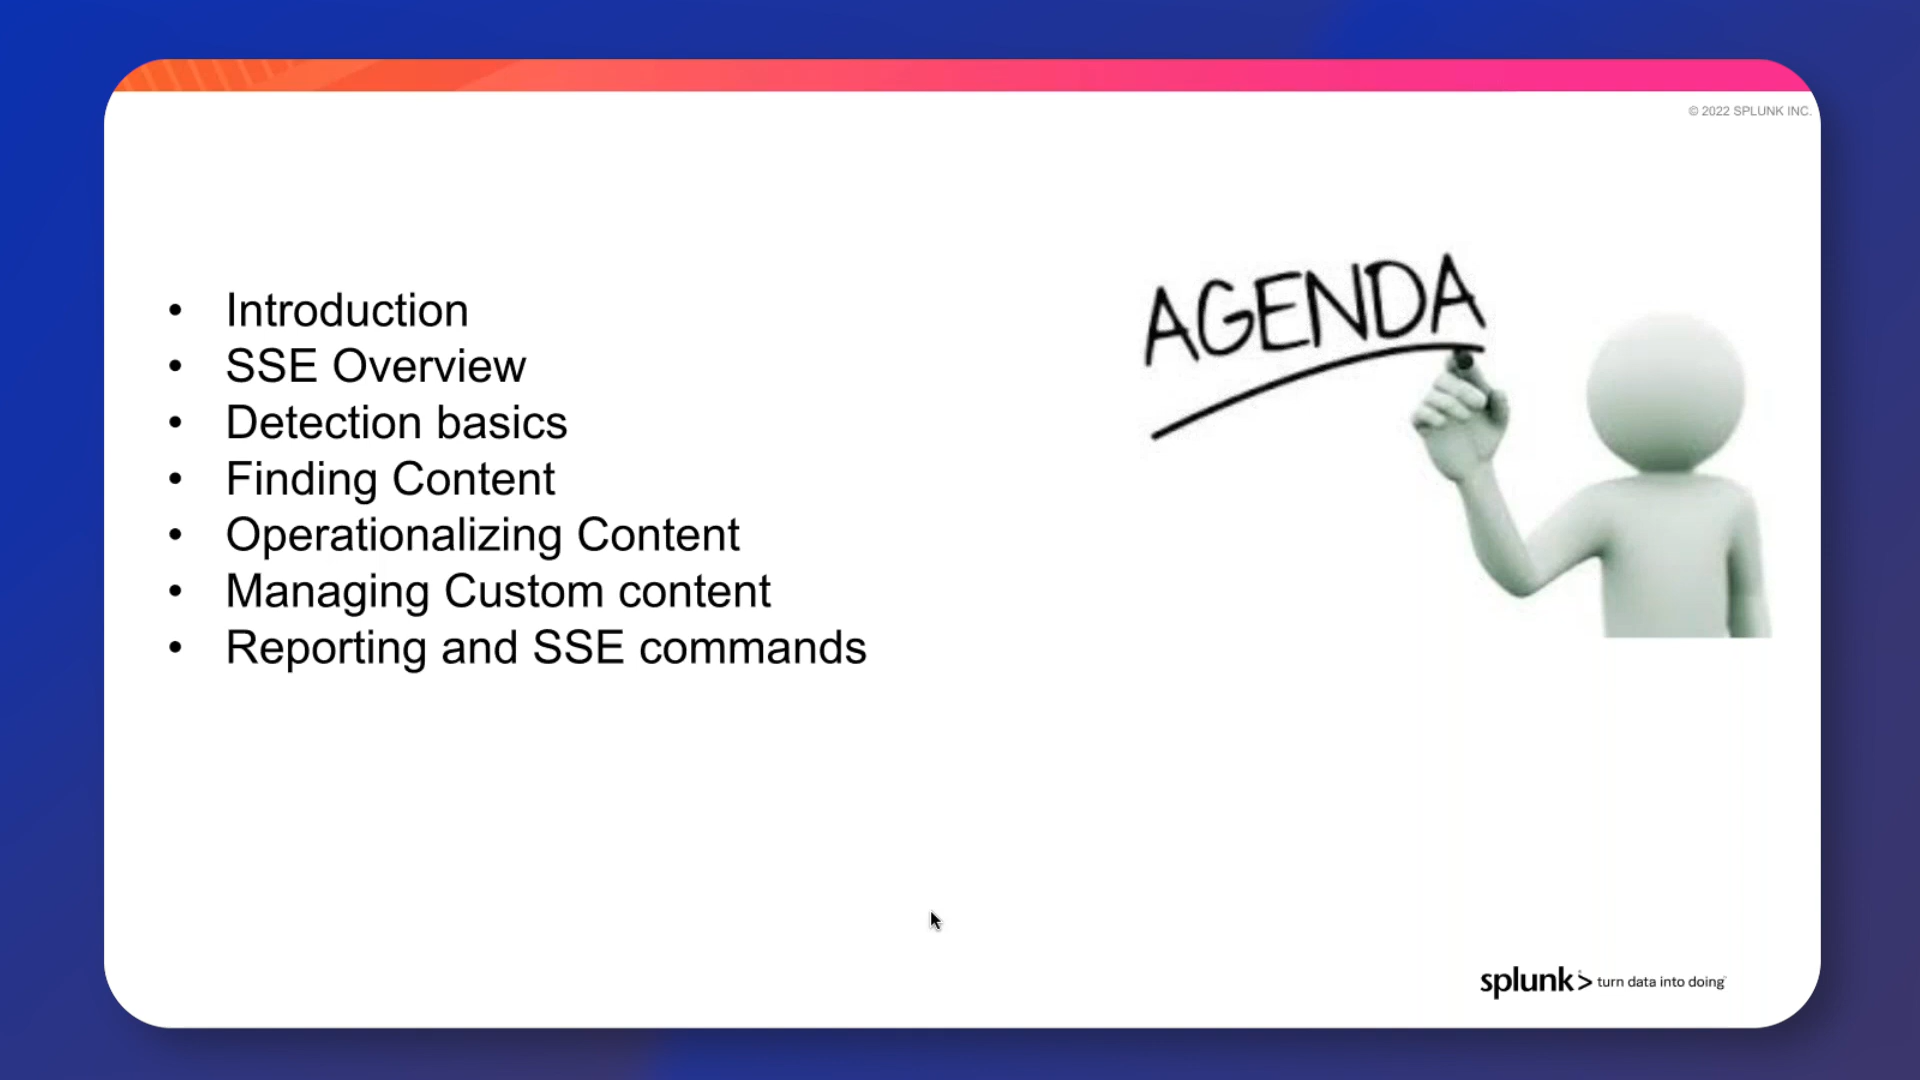 © 2022 SPLUNK INC.
AGENDA
• Introduction
• SSE Overview
• Detection basics
• Finding Content
• Operationalizing Content
• Managing Custom content
• Reporting and SSE commands
splunk> turn data into doing